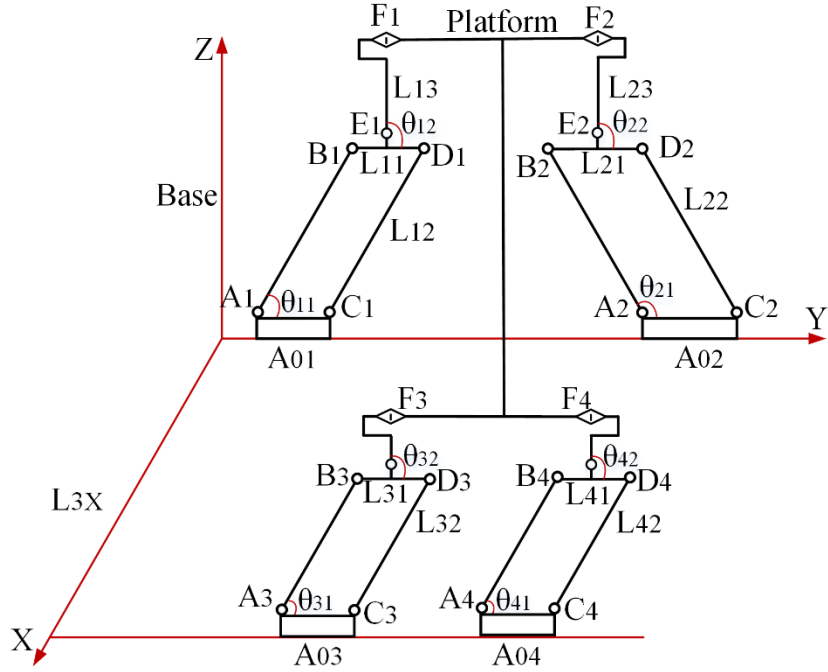 F1 Platform F2
Z
L13 L23
E1 θ12 E2 θ22
B1 L11 D1 B2 L21 D2
Base
L12 L22
A1 θ11 C1 A2 θ21 C2
Y
A01 A02
F3 F4
θ32 θ42
B3 L31 D3 B4 L41 D4
L3X
L32 L42
A3 θ31 C3 A4 θ41 C4
X
A03 A04